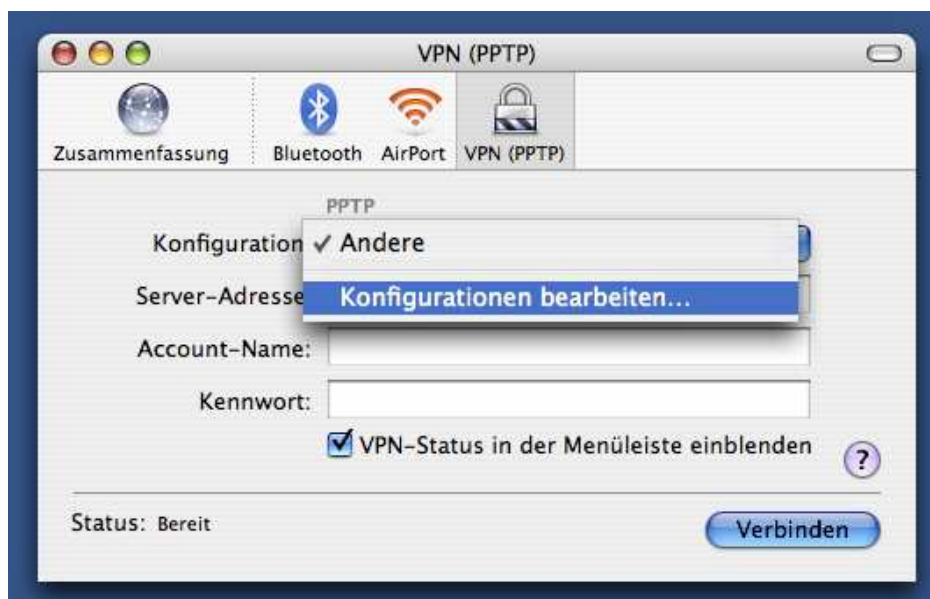 VPN (PPTP)
Zusammenfassung Bluetooth AirPort VPN (PPTP)
PPTP
Konfiguration ✓ Andere
Server-Adresse Konfigurationen bearbeiten...
Account-Name:
Kennwort:
VPN-Status in der Menüleiste einblenden ?
Status: Bereit Verbinden